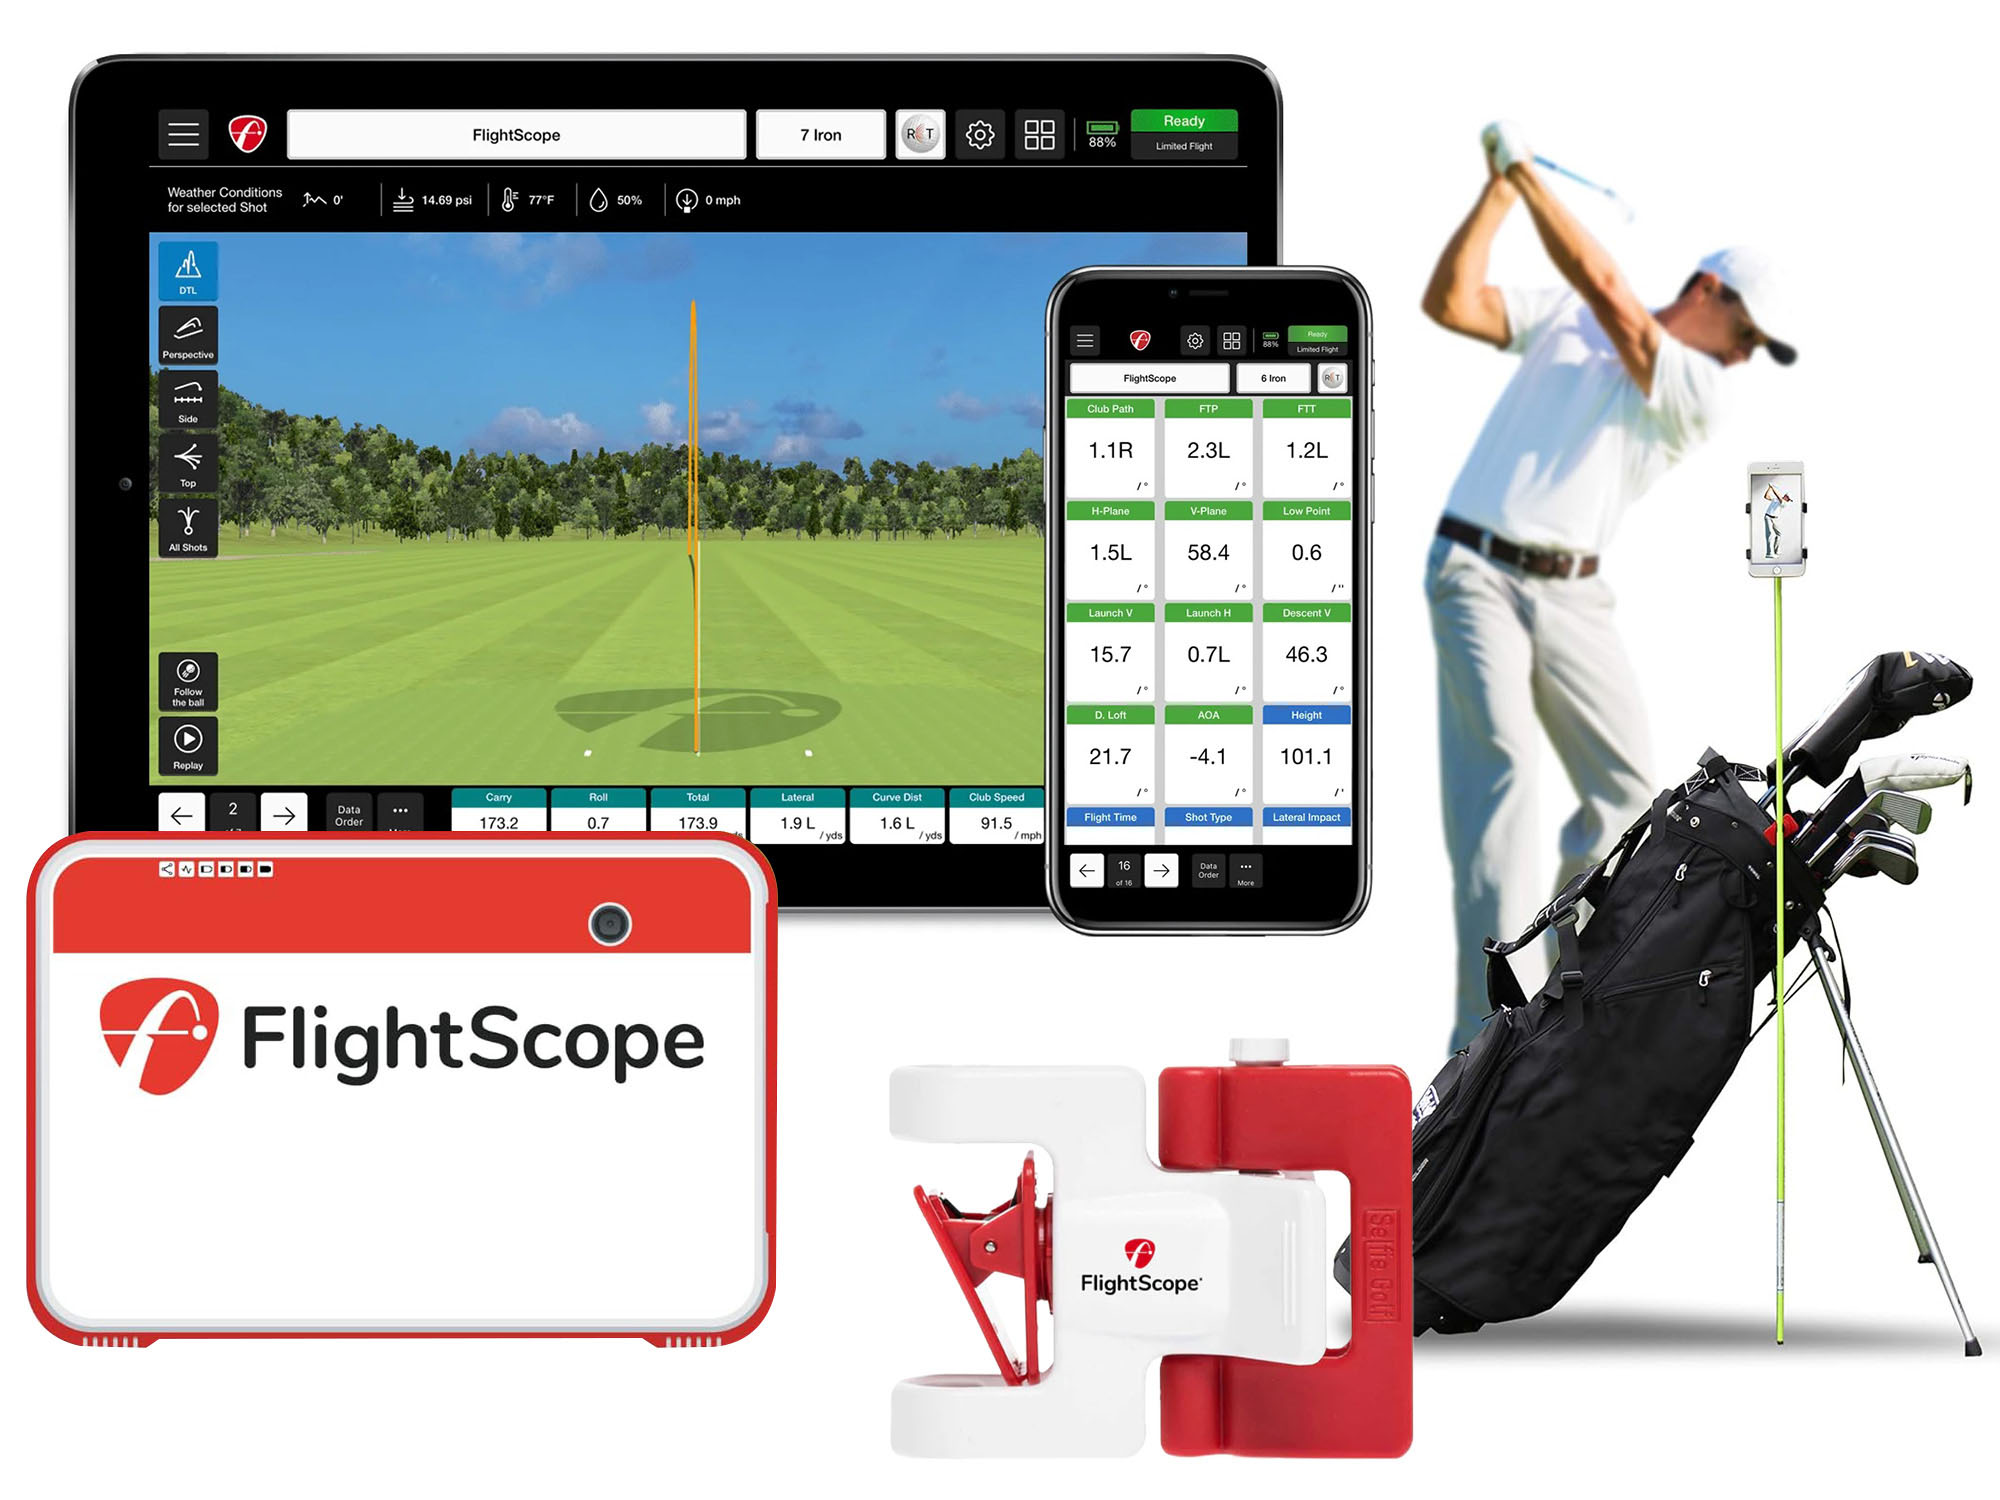 FlightScope
7 Iron
RCT
88%
Ready
Limited Flight
Weather Conditions
for selected Shot
0'
14.69 psi
77°F
50%
0 mph
DTL
Perspective
Side
Top
All Shots
Follow
the ball
Replay
2
Data
Order
...
Carry
173.2
Roll
0.7
Total
173.9
Lateral
1.9 L
/ yds
Curve Dist
1.6 L
/ yds
Club Speed
91.5
/ mph
88%
Ready
Limited Flight
FlightScope
6 Iron
RCT
Club Path
FTP
FTT
1.1R
2.3L
1.2L
/ °
/ °
/ °
H-Plane
V-Plane
Low Point
1.5L
58.4
0.6
/ °
/ °
/ "
Launch V
Launch H
Descent V
15.7
0.7L
46.3
/ °
/ °
/ °
D. Loft
AOA
Height
21.7
-4.1
101.1
/ °
/ °
/ '
Flight Time
Shot Type
Lateral Impact
16
of 16
Data
Order
...
More
FlightScope
FlightScope
Selfie Golf